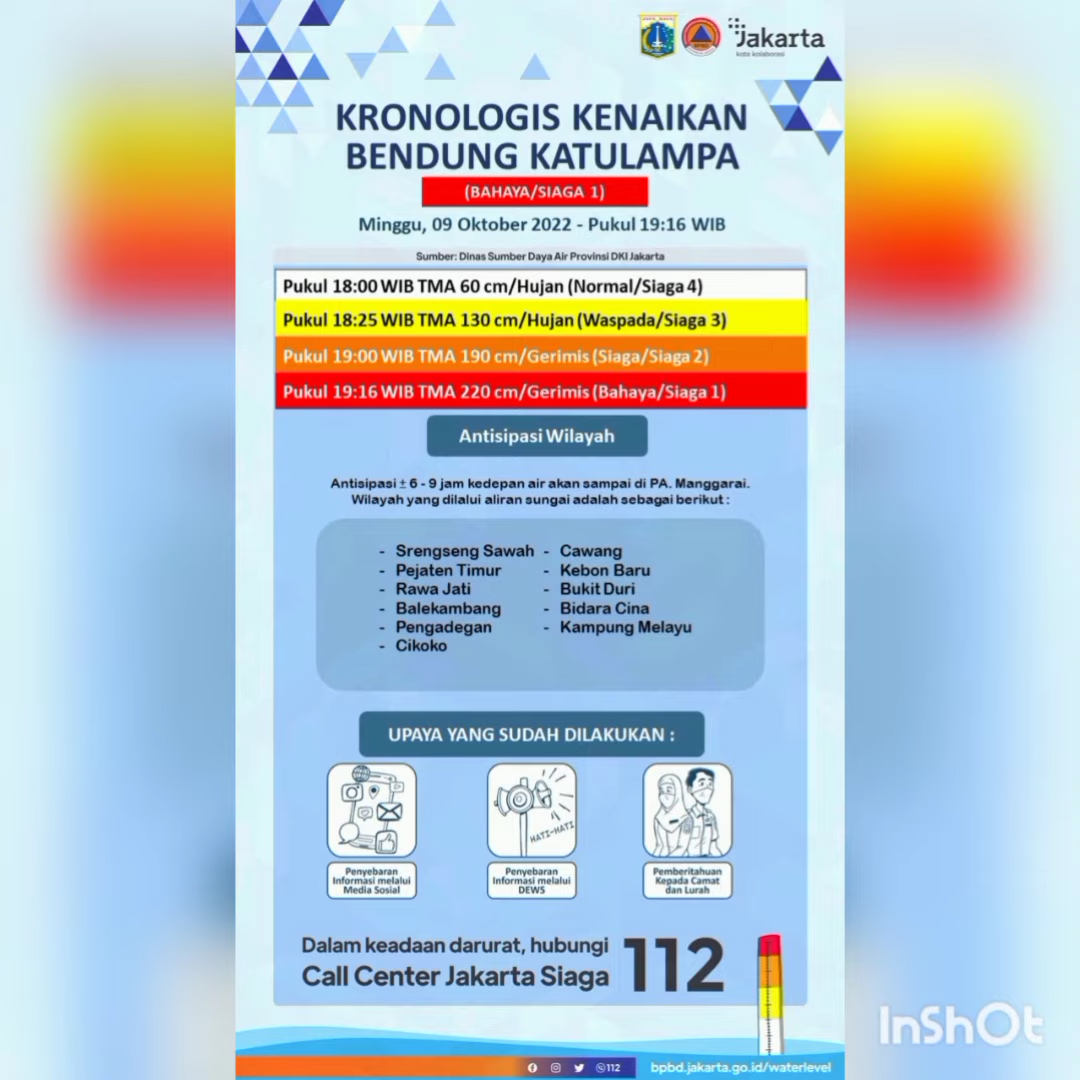 Jakarta
kota kolaborasi
KRONOLOGIS KENAIKAN
BENDUNG KATULAMPA
(BAHAYA/SIAGA 1)
Minggu, 09 Oktober 2022 - Pukul 19:16 WIB
Sumber: Dinas Sumber Daya Air Provinsi DKI Jakarta
Pukul 18:00 WIB TMA 60 cm/Hujan (Normal/Siaga 4)
Pukul 18:25 WIB TMA 130 cm/Hujan (Waspada/Siaga 3)
Pukul 19:00 WIB TMA 190 cm/Gerimis (Siaga/Siaga 2)
Pukul 19:16 WIB TMA 220 cm/Gerimis (Bahaya/Siaga 1)
Antisipasi Wilayah
Antisipasi ± 6 - 9 jam kedepan air akan sampai di PA. Manggarai.
Wilayah yang dilalui aliran sungai adalah sebagai berikut :
- Srengseng Sawah
- Pejaten Timur
- Rawa Jati
- Balekambang
- Pengadegan
- Cikoko
- Cawang
- Kebon Baru
- Bukit Duri
- Bidara Cina
- Kampung Melayu
UPAYA YANG SUDAH DILAKUKAN :
HATI-HATI
Penyebaran
Informasi melalui
Media Sosial
Penyebaran
Informasi melalui
DEWS
Pemberitahuan
Kepada Camat
dan Lurah
Dalam keadaan darurat, hubungi
Call Center Jakarta Siaga
112
112
bpbd.jakarta.go.id/waterlevel
InShOt